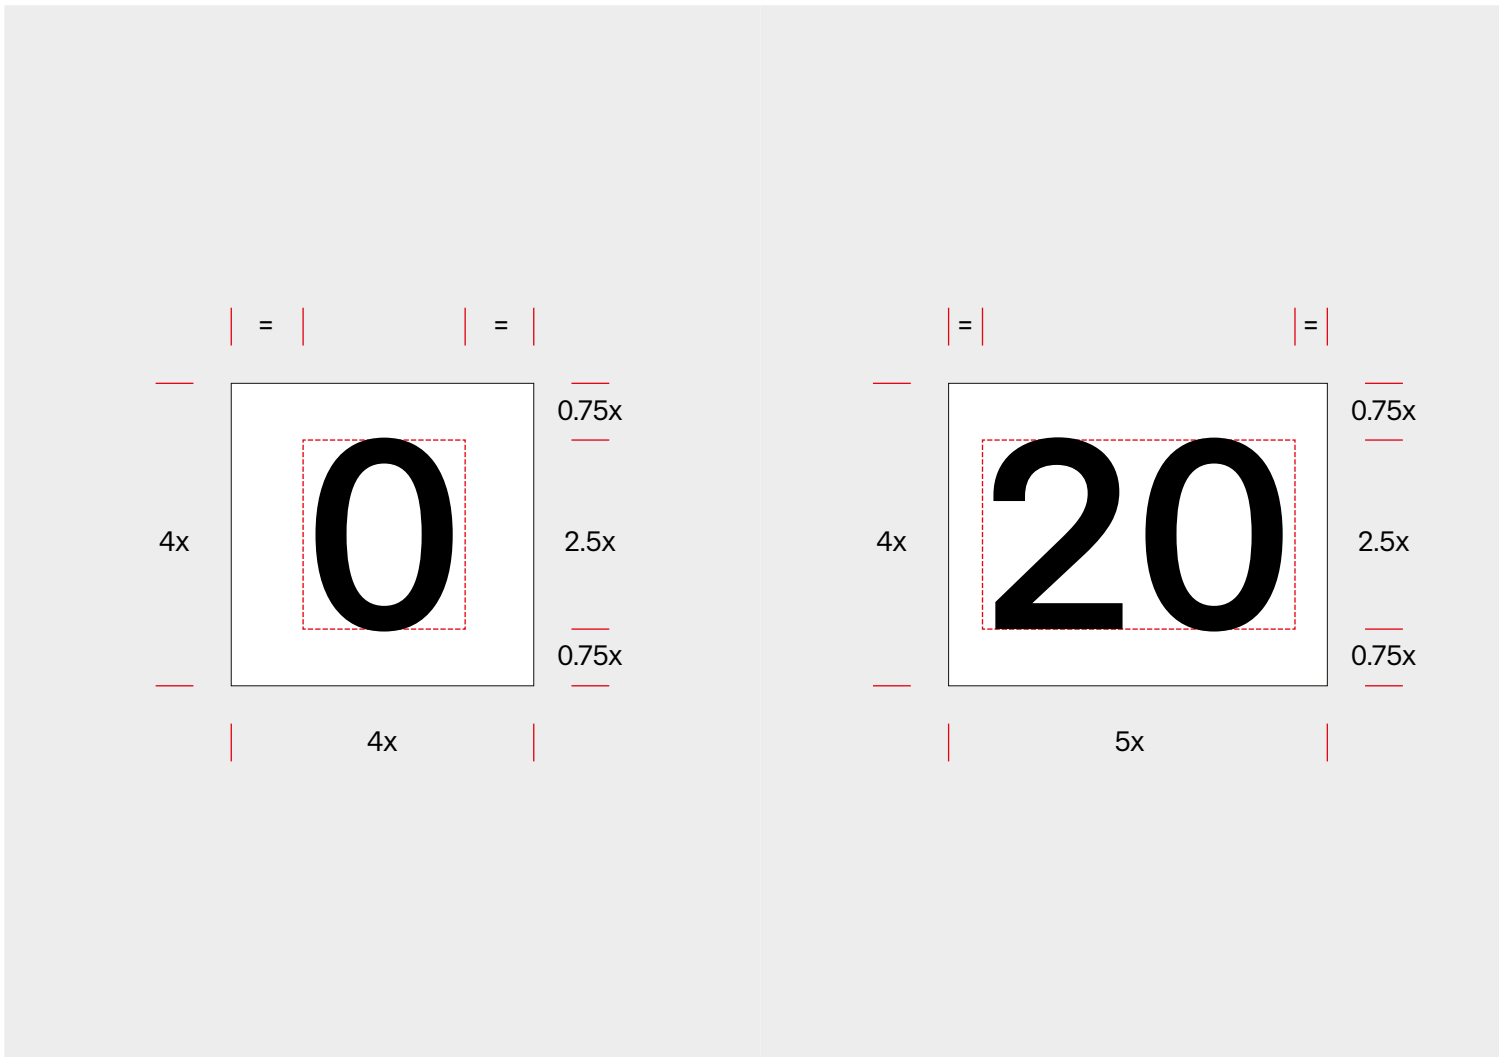 = = = =
0.75x 0.75x
0 20
4x 2.5x 4x 2.5x
0.75x 0.75x
4x 5x